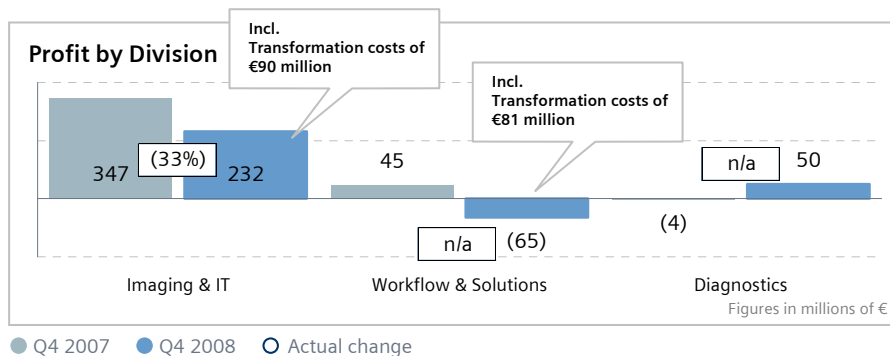 Profit by Division
Incl.
Transformation costs of
€90 million
Incl.
Transformation costs of
€81 million
347
(33%)
232
45
n/a
(65)
(4)
n/a
50
Imaging & IT
Workflow & Solutions
Diagnostics
Figures in millions of €
Q4 2007
Q4 2008
Actual change